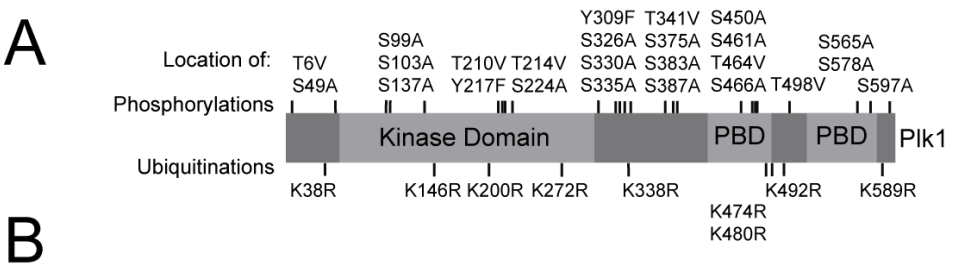 A
Y309F T341V S450A
S99A S326A S375A S461A S565A
Location of: T6V S103A T210V T214V S330A S383A T464V S578A
S49A S137A Y217F S224A S335A S387A S466A T498V S597A
Phosphorylations
Kinase Domain PBD PBD Plk1
Ubiquitinations
K38R K146R K200R K272R K338R K492R K589R
K474R
K480R
B